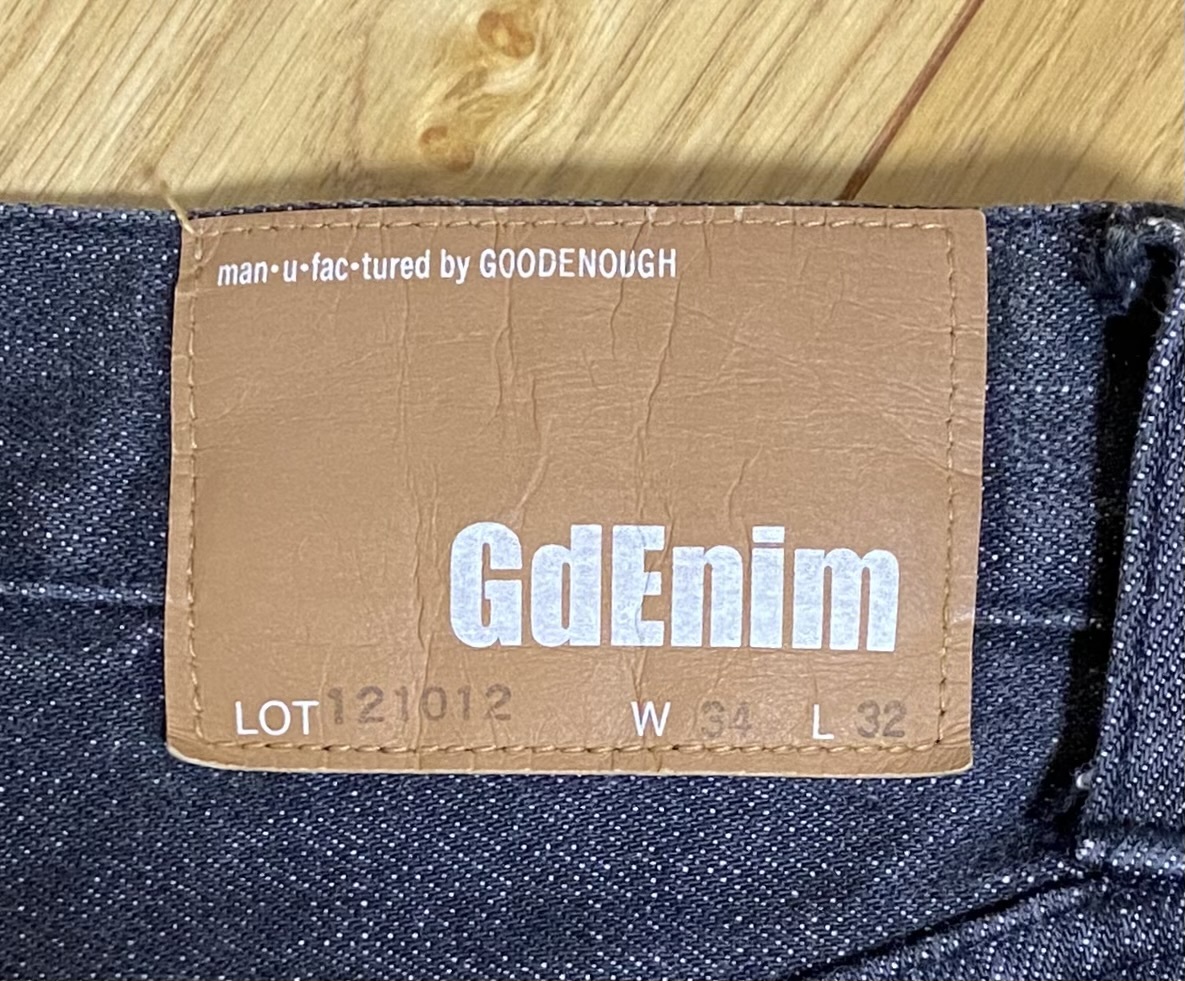 man•u•fac•tured by GOODENOUGH
GdEnim
LOT 121012 W 34 L 32